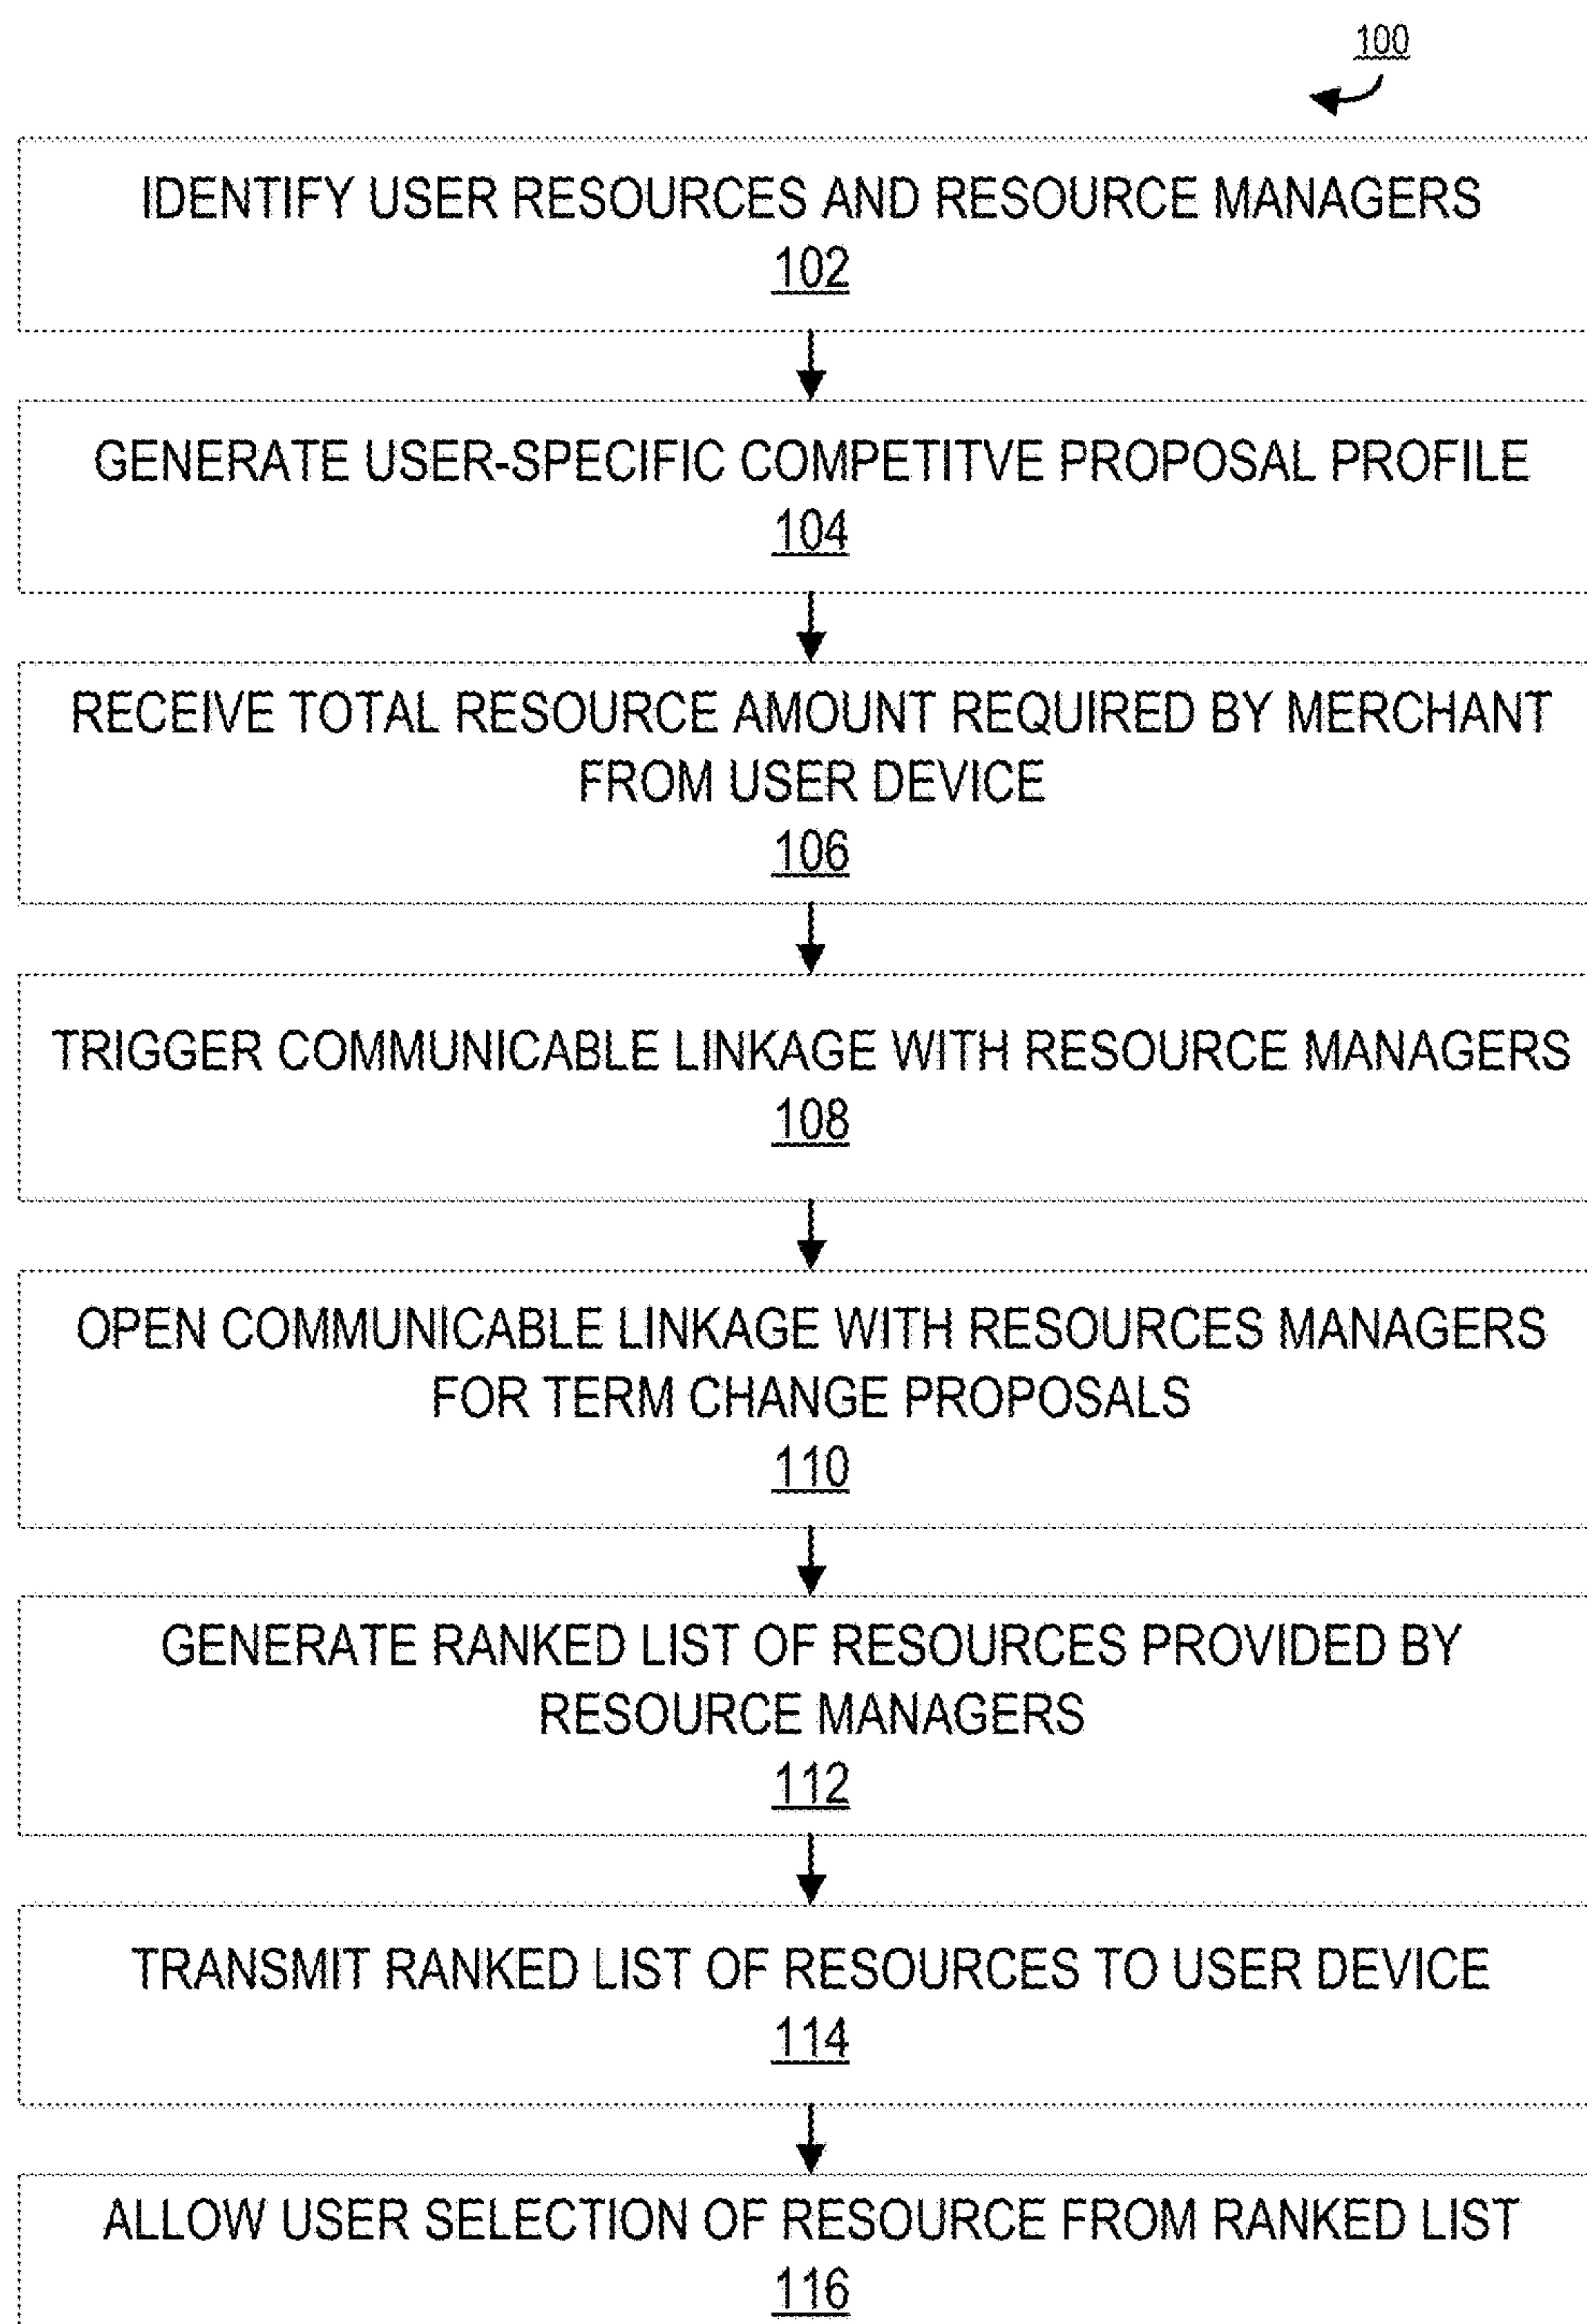 100
IDENTIFY USER RESOURCES AND RESOURCE MANAGERS
102
GENERATE USER-SPECIFIC COMPETITVE PROPOSAL PROFILE
104
RECEIVE TOTAL RESOURCE AMOUNT REQUIRED BY MERCHANT
FROM USER DEVICE
106
TRIGGER COMMUNICABLE LINKAGE WITH RESOURCE MANAGERS
108
OPEN COMMUNICABLE LINKAGE WITH RESOURCES MANAGERS
FOR TERM CHANGE PROPOSALS
110
GENERATE RANKED LIST OF RESOURCES PROVIDED BY
RESOURCE MANAGERS
112
TRANSMIT RANKED LIST OF RESOURCES TO USER DEVICE
114
ALLOW USER SELECTION OF RESOURCE FROM RANKED LIST
116